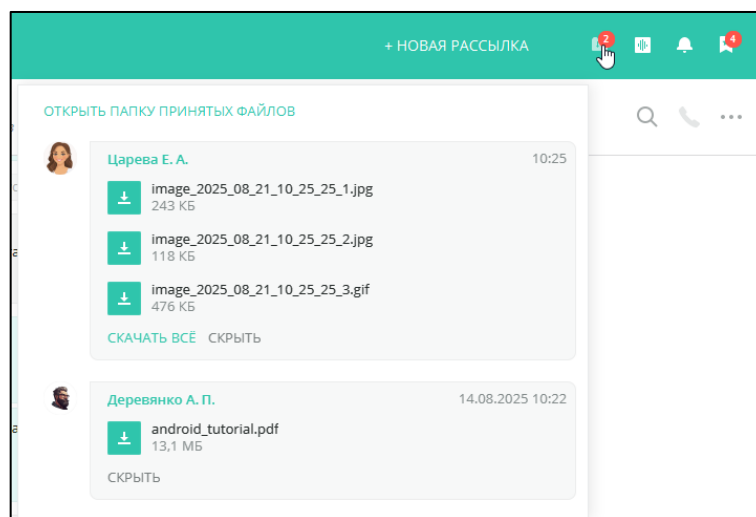 + НОВАЯ РАССЫЛКА
2
4
ОТКРЫТЬ ПАПКУ ПРИНЯТЫХ ФАЙЛОВ
Царева Е. А.
10:25
image_2025_08_21_10_25_25_1.jpg
243 КБ
image_2025_08_21_10_25_25_2.jpg
118 КБ
image_2025_08_21_10_25_25_3.gif
476 КБ
СКАЧАТЬ ВСЁ СКРЫТЬ
Деревянко А. П.
14.08.2025 10:22
android_tutorial.pdf
13,1 МБ
СКРЫТЬ